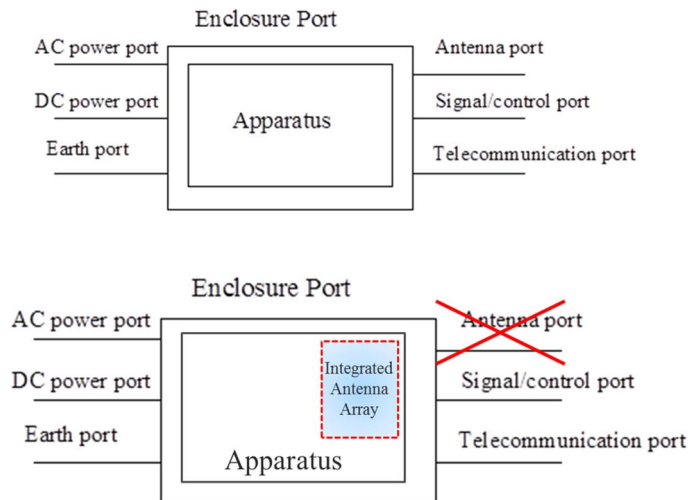 Enclosure Port
AC power port
Antenna port
DC power port
Signal/control port
Apparatus
Earth port
Telecommunication port
Enclosure Port
AC power port
Antenna port
Integrated
Antenna
Array
DC power port
Signal/control port
Earth port
Telecommunication port
Apparatus